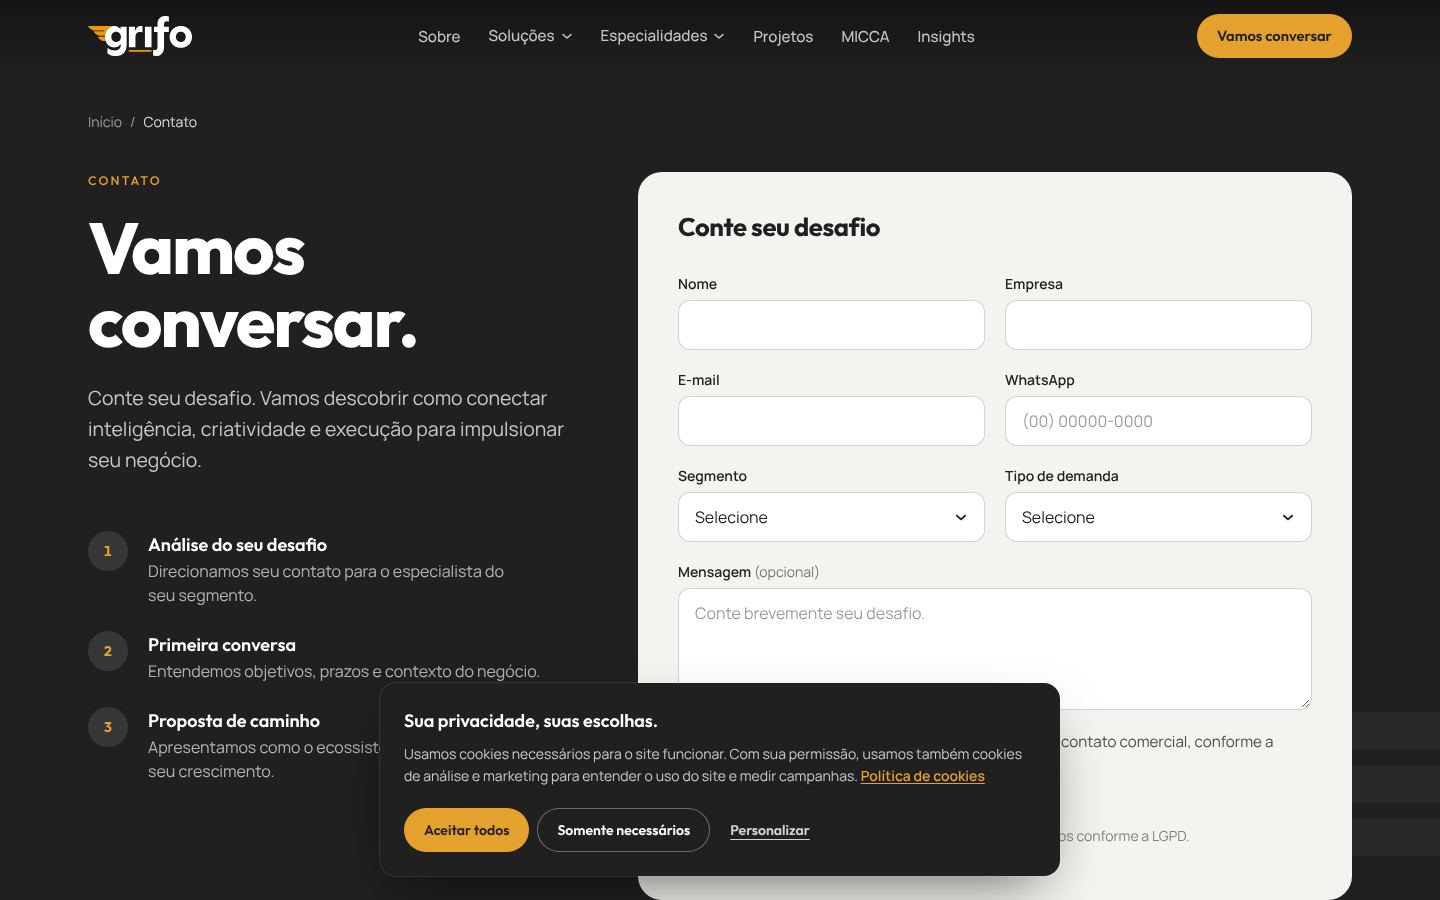 grifo
Sobre
Soluções
Especialidades
Projetos
MICCA
Insights
Vamos conversar
Início / Contato
CONTATO
Vamos
conversar.
Conte seu desafio. Vamos descobrir como conectar
inteligência, criatividade e execução para impulsionar
seu negócio.
1
Análise do seu desafio
Direcionamos seu contato para o especialista do
seu segmento.
2
Primeira conversa
Entendemos objetivos, prazos e contexto do negócio.
3
Proposta de caminho
Apresentamos como o
seu crescimento.
Conte seu desafio
Nome
Empresa
E-mail
WhatsApp
(00) 00000-0000
Segmento
Tipo de demanda
Selecione
Selecione
Mensagem (opcional)
Conte brevemente seu desafio.
contato comercial, conforme a
conforme a LGPD.
Sua privacidade, suas escolhas.
Usamos cookies necessários para o site funcionar. Com sua permissão, usamos também cookies
de análise e marketing para entender o uso do site e medir campanhas. Política de cookies
Aceitar todos
Somente necessários
Personalizar